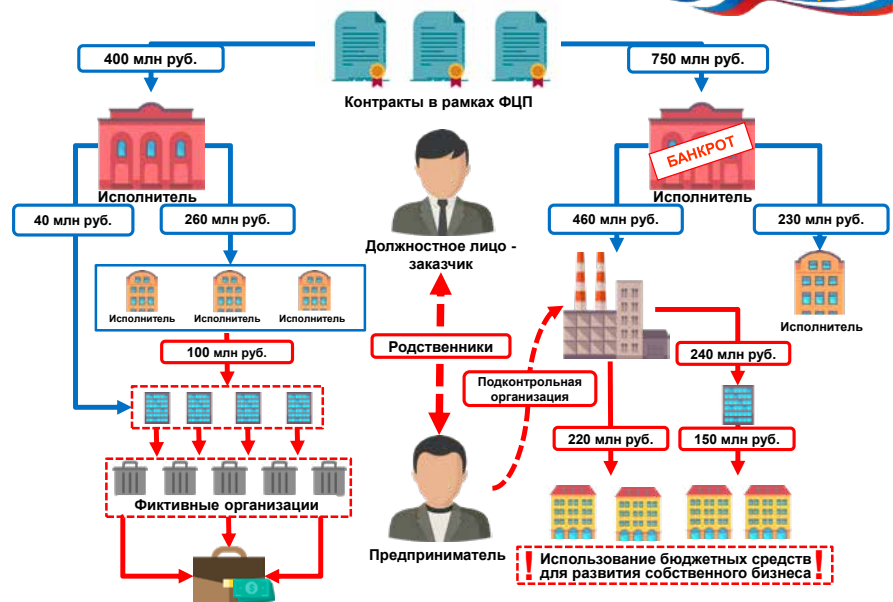 400 млн руб.
750 млн руб.
Контракты в рамках ФЦП
БАНКРОТ
Исполнитель
Исполнитель
40 млн руб.
260 млн руб.
460 млн руб.
230 млн руб.
Должностное лицо -
заказчик
Исполнитель
Исполнитель
Исполнитель
Исполнитель
100 млн руб.
Родственники
240 млн руб.
Подконтрольная
организация
220 млн руб.
150 млн руб.
Фиктивные организации
Предприниматель
! Использование бюджетных средств !
для развития собственного бизнеса